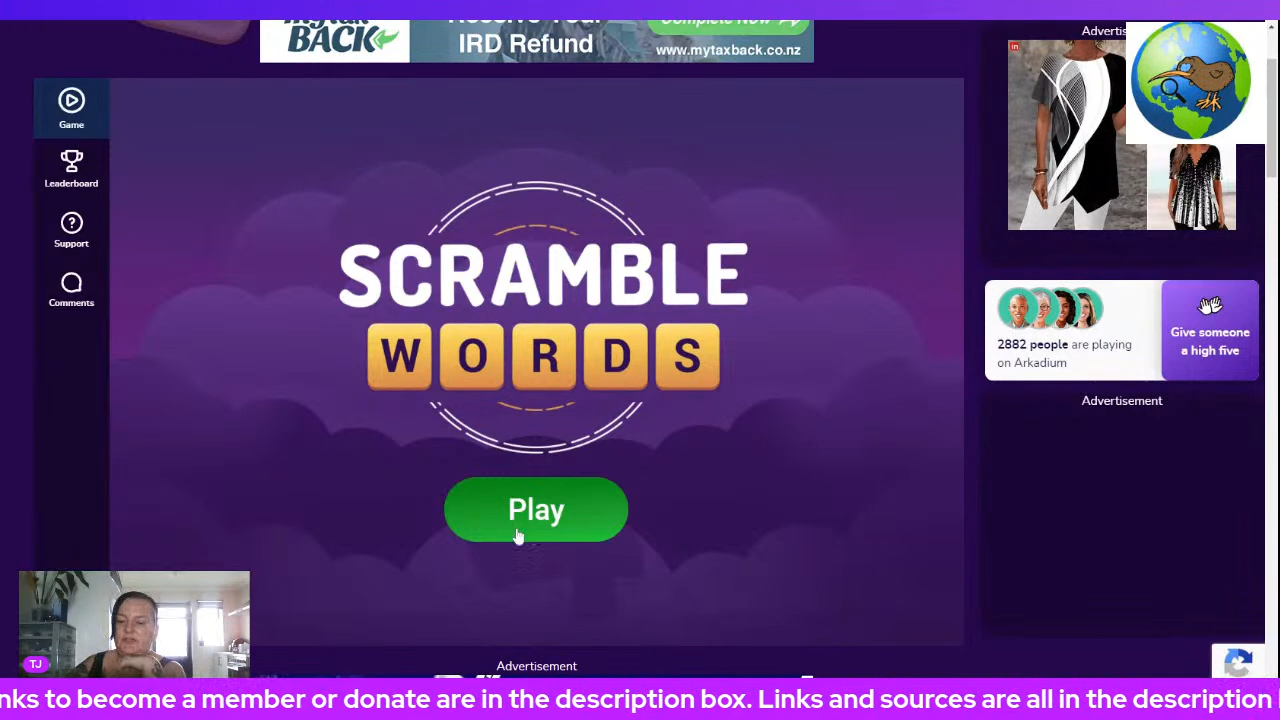 BACK
IRD Refund
www.mytaxback.co.nz
Game
Leaderboard
Support
Comments
SCRAMBLE
WORDS
Play
in
2882 people are playing
on Arkadium
Give someone
a high five
Advertisement
Advertisement
TJ
nks to become a member or donate are in the description box. Links and sources are all in the description